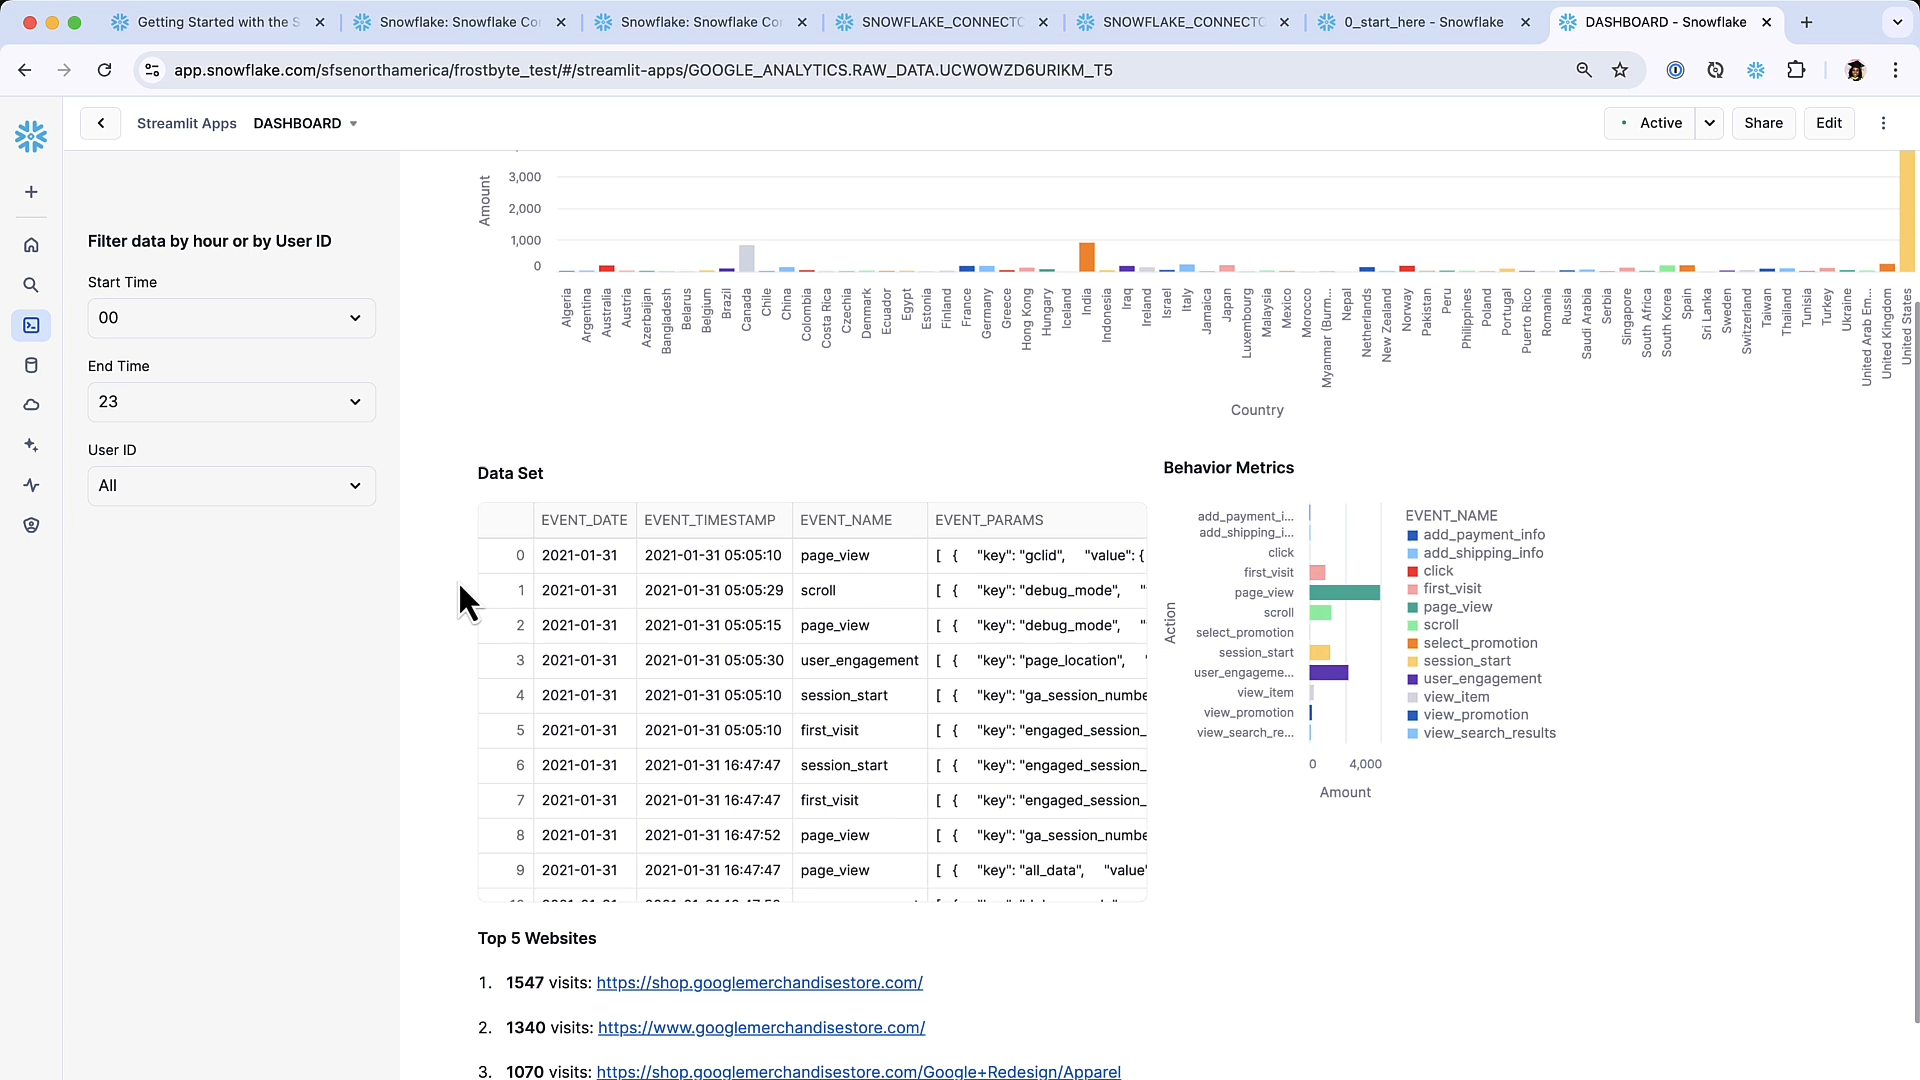 Getting Started with the S
Snowflake: Snowflake Co
Snowflake: Snowflake Co
SNOWFLAKE_CONNECTO
SNOWFLAKE_CONNECTO
0_start_here - Snowflake
DASHBOARD - Snowflake
app.snowflake.com/sfsenorthamerica/frostbyte_test/#/streamlit-apps/GOOGLE_ANALYTICS.RAW_DATA.UCWOWZD6URIKM_T5
Streamlit Apps DASHBOARD
Active
Share
Edit
Filter data by hour or by User ID
Start Time
00
End Time
23
User ID
All
Amount
3,000
2,000
1,000
0
Algeria
Argentina
Australia
Austria
Azerbaijan
Bangladesh
Belarus
Belgium
Brazil
Canada
Chile
China
Colombia
Costa Rica
Czechia
Denmark
Ecuador
Egypt
Estonia
Finland
France
Germany
Greece
Hong Kong
Hungary
Iceland
India
Indonesia
Iraq
Ireland
Israel
Italy
Jamaica
Japan
Luxembourg
Malaysia
Mexico
Morocco
Myanmar (Burm...
Nepal
Netherlands
New Zealand
Norway
Pakistan
Peru
Philippines
Poland
Portugal
Puerto Rico
Romania
Russia
Saudi Arabia
Serbia
Singapore
South Africa
South Korea
Spain
Sri Lanka
Sweden
Switzerland
Taiwan
Thailand
Tunisia
Turkey
Ukraine
United Arab Em...
United Kingdom
United States
Country
Data Set
EVENT_DATE EVENT_TIMESTAMP EVENT_NAME EVENT_PARAMS
0 2021-01-31 2021-01-31 05:05:10 page_view [ { "key": "gclid", "value": {
1 2021-01-31 2021-01-31 05:05:29 scroll [ { "key": "debug_mode", "
2 2021-01-31 2021-01-31 05:05:15 page_view [ { "key": "debug_mode", "
3 2021-01-31 2021-01-31 05:05:30 user_engagement [ { "key": "page_location", "
4 2021-01-31 2021-01-31 05:05:10 session_start [ { "key": "ga_session_numbe
5 2021-01-31 2021-01-31 05:05:10 first_visit [ { "key": "engaged_session_
6 2021-01-31 2021-01-31 16:47:47 session_start [ { "key": "engaged_session_
7 2021-01-31 2021-01-31 16:47:47 first_visit [ { "key": "engaged_session_
8 2021-01-31 2021-01-31 16:47:52 page_view [ { "key": "ga_session_numbe
9 2021-01-31 2021-01-31 16:47:47 page_view [ { "key": "all_data", "value"
Behavior Metrics
Action
add_payment_i...
add_shipping_i...
click
first_visit
page_view
scroll
select_promotion
session_start
user_engageme...
view_item
view_promotion
view_search_re...
0 4,000
Amount
EVENT_NAME
add_payment_info
add_shipping_info
click
first_visit
page_view
scroll
select_promotion
session_start
user_engagement
view_item
view_promotion
view_search_results
Top 5 Websites
1. 1547 visits: https://shop.googlemerchandisestore.com/
2. 1340 visits: https://www.googlemerchandisestore.com/
3. 1070 visits: https://shop.googlemerchandisestore.com/Google+Redesign/Apparel